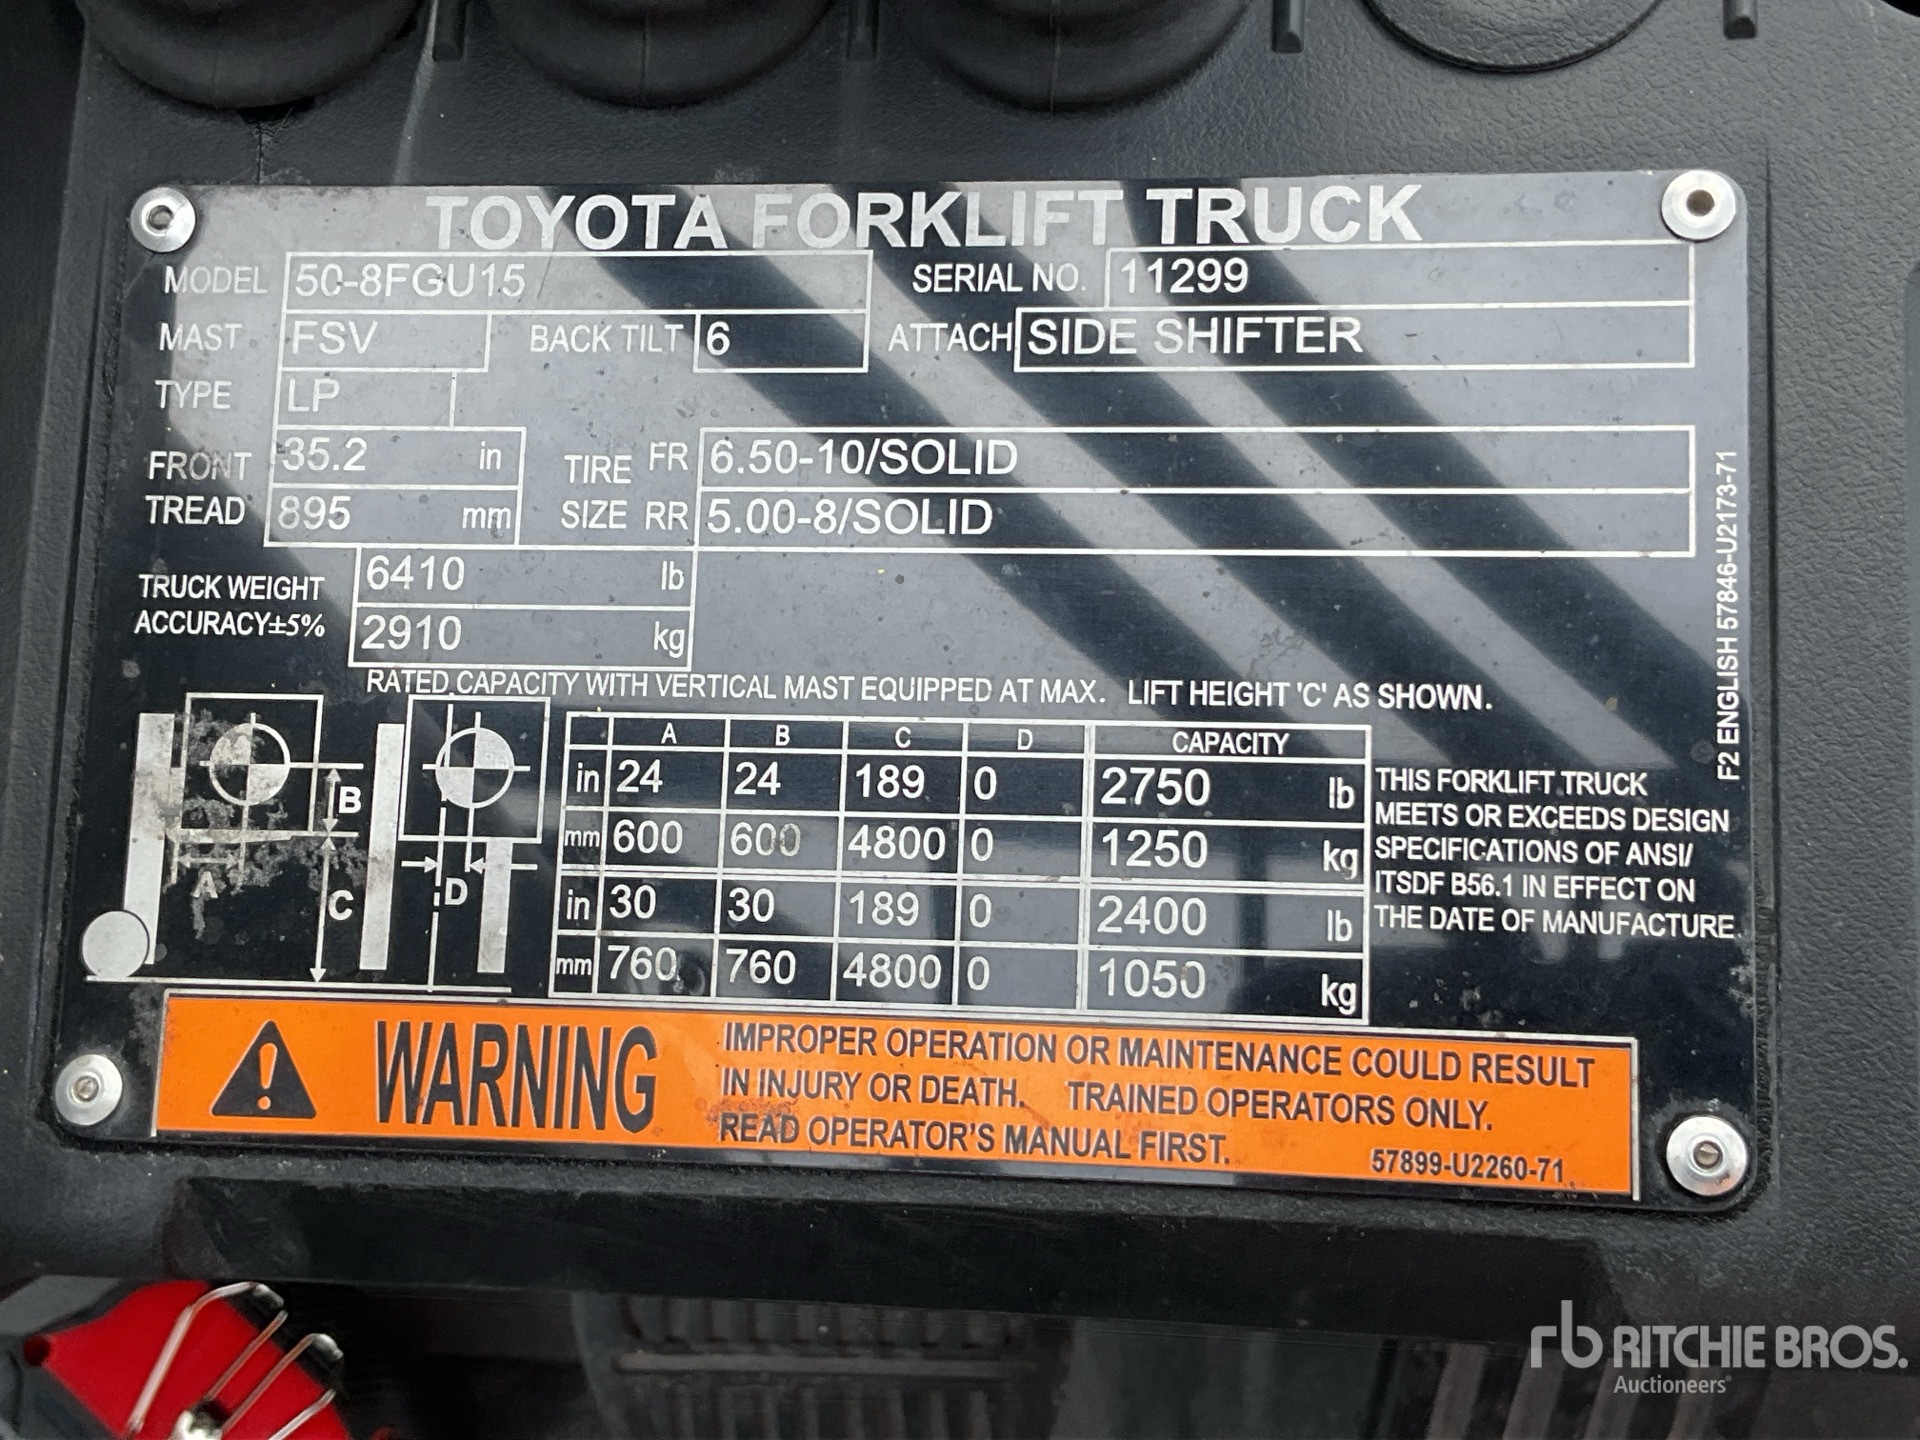 TOYOTA FORKLIFT TRUCK
MODEL 50-8FGU15 SERIAL NO. 11299
MAST FSV BACK TILT 6 ATTACH SIDE SHIFTER
TYPE LP
FRONT TREAD 35.2 in
895 mm
TIRE SIZE FR 6.50-10/SOLID
RR 5.00-8/SOLID
TRUCK WEIGHT 6410 lb
ACCURACY±5% 2910 kg
RATED CAPACITY WITH VERTICAL MAST EQUIPPED AT MAX. LIFT HEIGHT 'C' AS SHOWN.
A B C D CAPACITY
in 24 24 189 0 2750 lb
mm 600 600 4800 0 1250 kg
in 30 30 189 0 2400 lb
mm 760 760 4800 0 1050 kg
B
A
C
D
THIS FORKLIFT TRUCK
MEETS OR EXCEEDS DESIGN
SPECIFICATIONS OF ANSI/
ITSDF B56.1 IN EFFECT ON
THE DATE OF MANUFACTURE.
F2 ENGLISH 57846-U2173-71
WARNING
IMPROPER OPERATION OR MAINTENANCE COULD RESULT
IN INJURY OR DEATH. TRAINED OPERATORS ONLY.
READ OPERATOR'S MANUAL FIRST.
57899-U2260-71
rb RITCHIE BROS.
Auctioneers